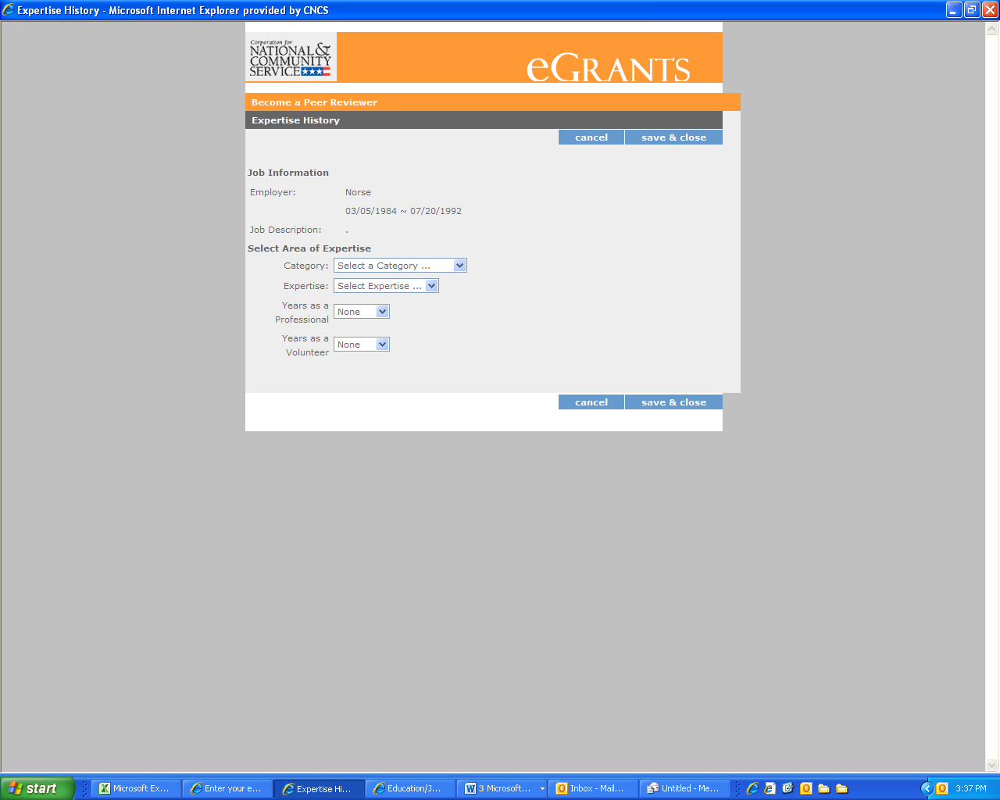 Expertise History - Microsoft Internet Explorer provided by CNCS
Corporation for
NATIONAL &
COMMUNITY
SERVICE
eGRANTS
Become a Peer Reviewer
Expertise History
cancel save & close
Job Information
Employer: Norse
03/05/1984 ~ 07/20/1992
Job Description: .
Select Area of Expertise
Category: Select a Category ...
Expertise: Select Expertise ...
Years as a
Professional None
Years as a
Volunteer None
cancel save & close
start Microsoft Ex... Enter your e... Expertise Hi... Education/J... 3 Microsoft... Inbox - Mail... Untitled - Me... 3:37 PM